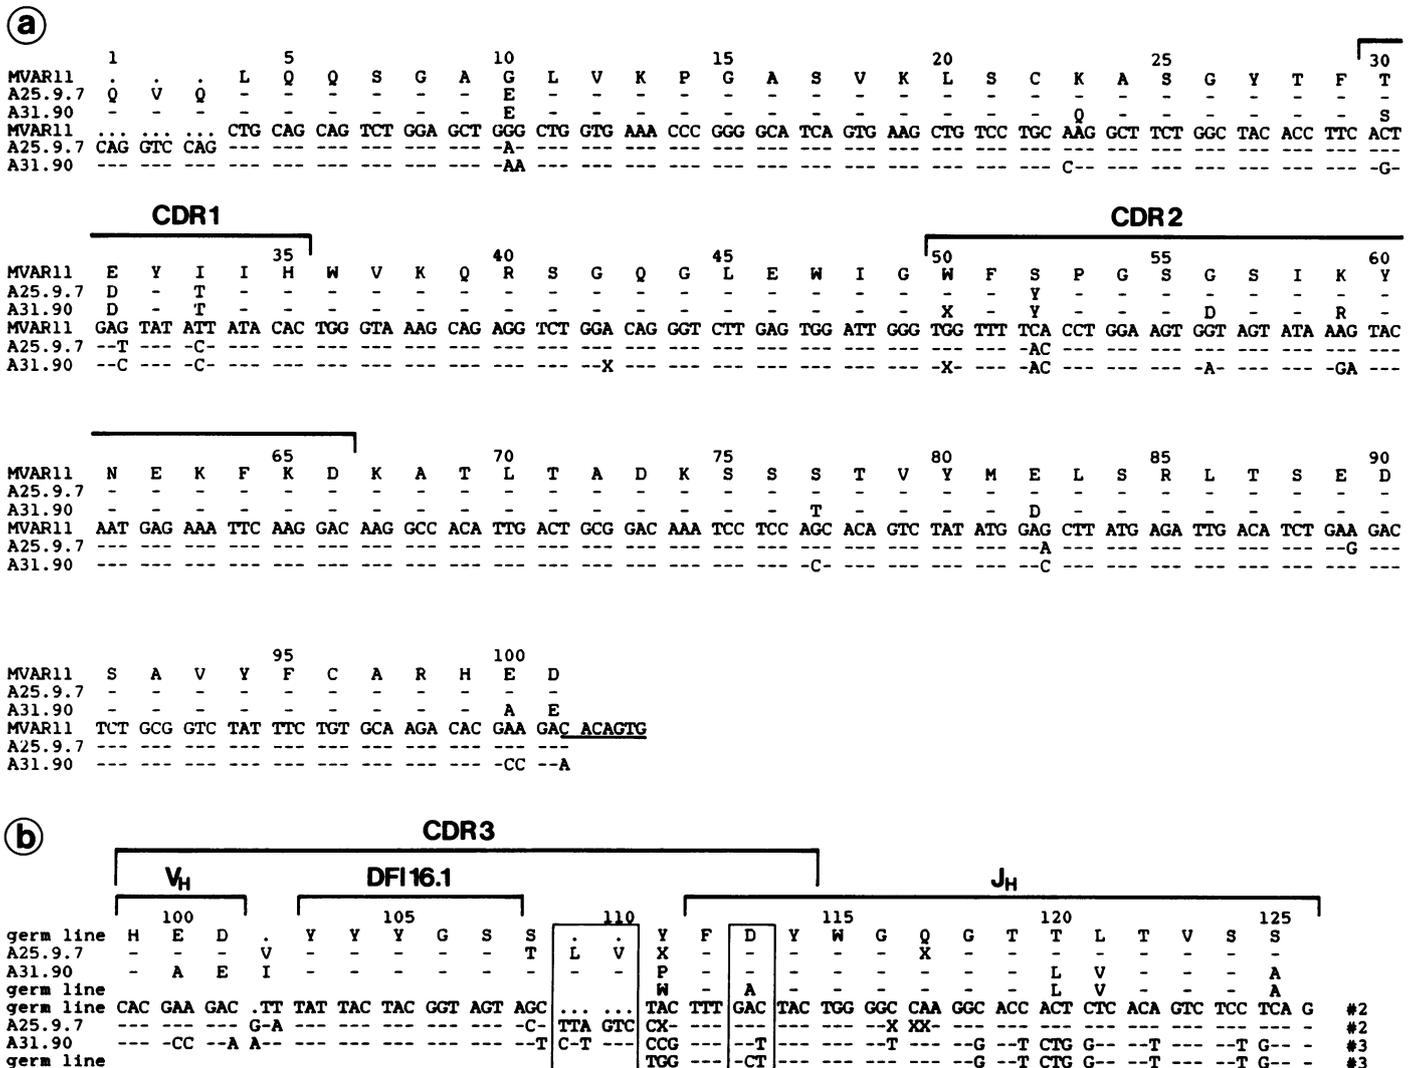 a
1 5 10 15 20 25 30
MVAR11 . . . L Q Q S G A G L V K P G A S V K L S C K A S G Y T F T
A25.9.7 Q V Q - - - - - - E - - - - - - - - - - - - - - - - - - - -
A31.90 - - - - - - E - - - - - - - - - - - - Q - - - - - - S
MVAR11 ... ... ... CTG CAG CAG TCT GGA GCT GGG CTG GTG AAA CCC GGG GCA TCA GTG AAG CTG TCC TGC AAG GCT TCT GGC TAC ACC TTC ACT
A25.9.7 CAG GTC CAG --- --- --- --- --- --- -A- --- --- --- --- --- --- --- --- --- --- --- --- --- --- --- --- --- --- --- ---
A31.90 --- --- --- --- --- --- --- --- --- -AA --- --- --- --- --- --- --- --- --- --- --- --- C-- --- --- --- --- --- --- -G-
CDR1 CDR2
35 40 45 50 55 60
MVAR11 E Y I I H W V K Q R S G Q G L E W I G W F S P G S G S I K Y
A25.9.7 D - T - - - - - - - - - - - - - - - - - - Y - - - - - - - -
A31.90 D - T - - - - - - - - - - - - - - - - X - Y - - - D - - R -
MVAR11 GAG TAT ATT ATA CAC TGG GTA AAG CAG AGG TCT GGA CAG GGT CTT GAG TGG ATT GGG TGG TTT TCA CCT GGA AGT GGT AGT ATA AAG TAC
A25.9.7 --T --- -C- --- --- --- --- --- --- --- --- --- --- --- --- --- --- --- --- --- --- -AC --- --- --- --- --- --- --- ---
A31.90 --C --- -C- --- --- --- --- --- --- --- --- --X --- --- --- --- --- --- --- -X- --- -AC --- --- --- -A- --- --- -GA ---
65 70 75 80 85 90
MVAR11 N E K F K D K A T L T A D K S S S T V Y M E L S R L T S E D
A25.9.7 - - - - - - - - - - - - - - - - - - - - - - - - - - - - - -
A31.90 - - - - - - - - - - - - - - - - T - - - - D - - - - - - - -
MVAR11 AAT GAG AAA TTC AAG GAC AAG GCC ACA TTG ACT GCG GAC AAA TCC TCC AGC ACA GTC TAT ATG GAG CTT ATG AGA TTG ACA TCT GAA GAC
A25.9.7 --- --- --- --- --- --- --- --- --- --- --- --- --- --- --- --- --- --- --- --- --- --A --- --- --- --- --- --- --G ---
A31.90 --- --- --- --- --- --- --- --- --- --- --- --- --- --- --- --- -C- --- --- --- --- --C --- --- --- --- --- --- --- ---
95 100
MVAR11 S A V Y F C A R H E D
A25.9.7 - - - - - - - - - - -
A31.90 - - - - - - - - - A E
MVAR11 TCT GCG GTC TAT TTC TGT GCA AGA CAC GAA GAC ACAGTG
A25.9.7 --- --- --- --- --- --- --- --- --- --- ---
A31.90 --- --- --- --- --- --- --- --- --- -CC --A
b
CDR3
VH DFl16.1 JH
100 105 110 115 120 125
germ line H E D . Y Y Y G S S . . Y F D Y W G Q G T T L T V S S
A25.9.7 - - - V - - - - - T L V X - - - - - X - - - - - - - -
A31.90 - A E I - - - - - - - - P - - - - - - - - L V - - - A
germ line W - A - - - - - - L V - - - A
germ line CAC GAA GAC .TT TAT TAC TAC GGT AGT AGC ... ... TAC TTT GAC TAC TGG GGC CAA GGC ACC ACT CTC ACA GTC TCC TCA G #2
A25.9.7 --- --- --- G-A --- --- --- --- --- -C- TTA GTC CX- --- --- --- --- --X XX- --- --- --- --- --- --- --- --- - #2
A31.90 --- -CC --A A-- --- --- --- --- --- --T C-T --- CCG --- --T --- --- --T --- --G --T CTG G-- --T --- --T G-- - #3
germ line TGG --- -CT --- --- --- --- --G --T CTG G-- --T --- --T G-- - #3